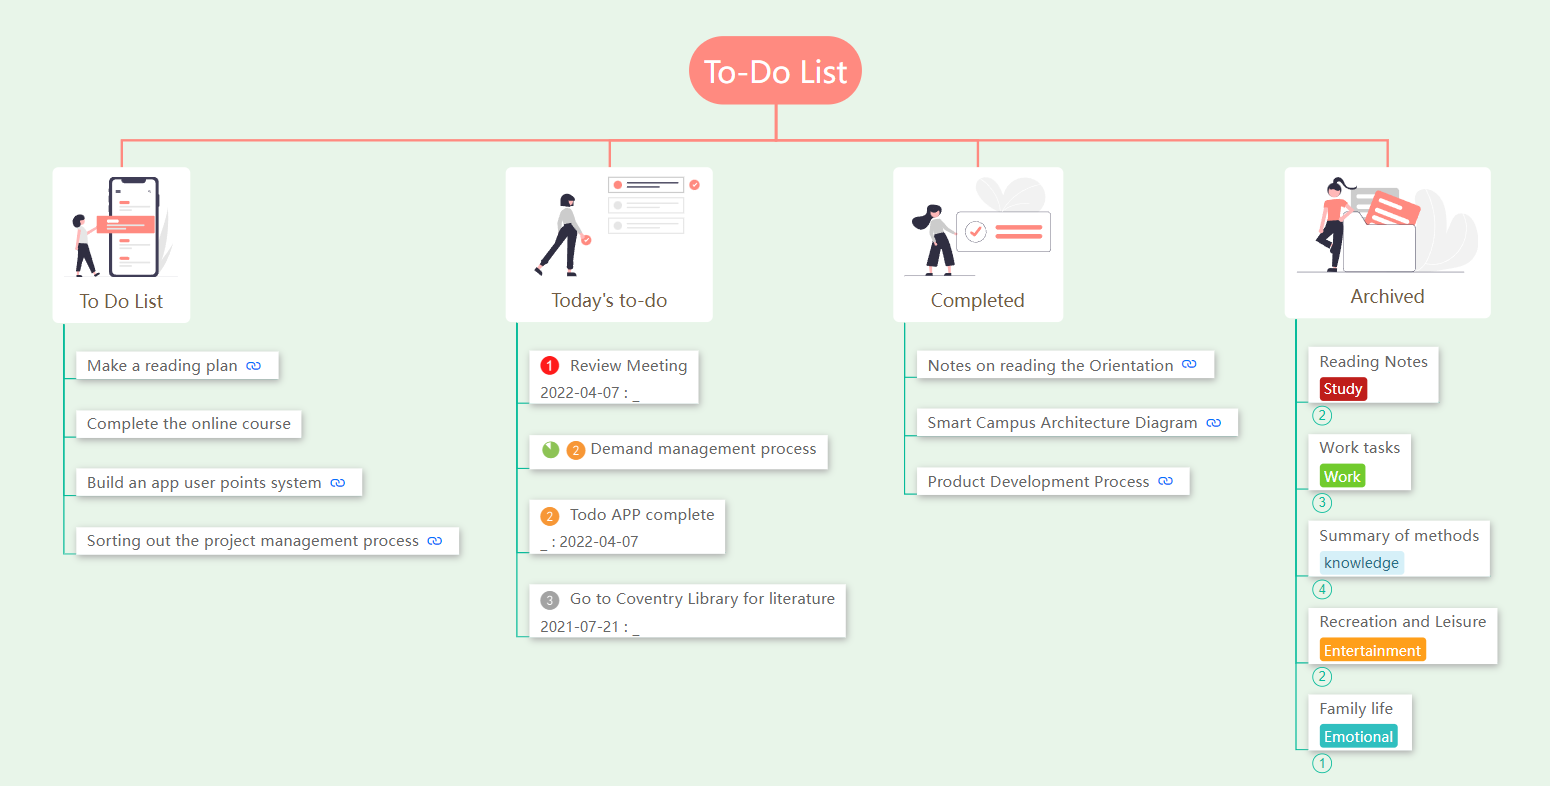 To-Do List
To Do List
Make a reading plan
Complete the online course
Build an app user points system
Sorting out the project management process
Today's to-do
1 Review Meeting
2022-04-07 : _
2 Demand management process
2 Todo APP complete
_ : 2022-04-07
3 Go to Coventry Library for literature
2021-07-21 : _
Completed
Notes on reading the Orientation
Smart Campus Architecture Diagram
Product Development Process
Archived
Reading Notes
Study
2
Work tasks
Work
3
Summary of methods
knowledge
4
Recreation and Leisure
Entertainment
2
Family life
Emotional
1